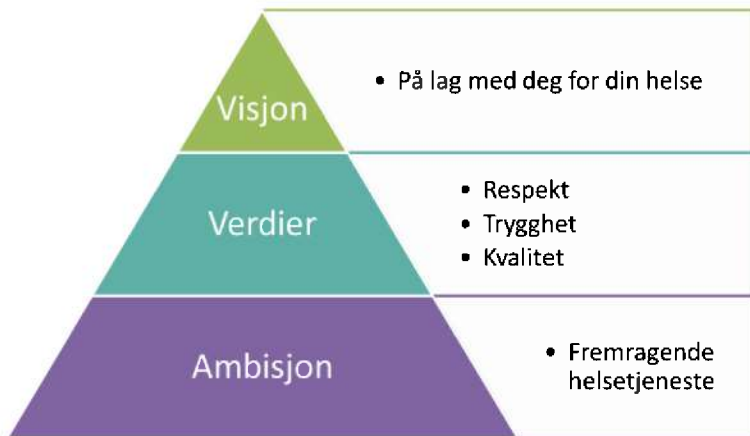 Visjon
• På lag med deg for din helse
Verdier
• Respekt
• Trygghet
• Kvalitet
Ambisjon
• Fremragende
helsetjeneste